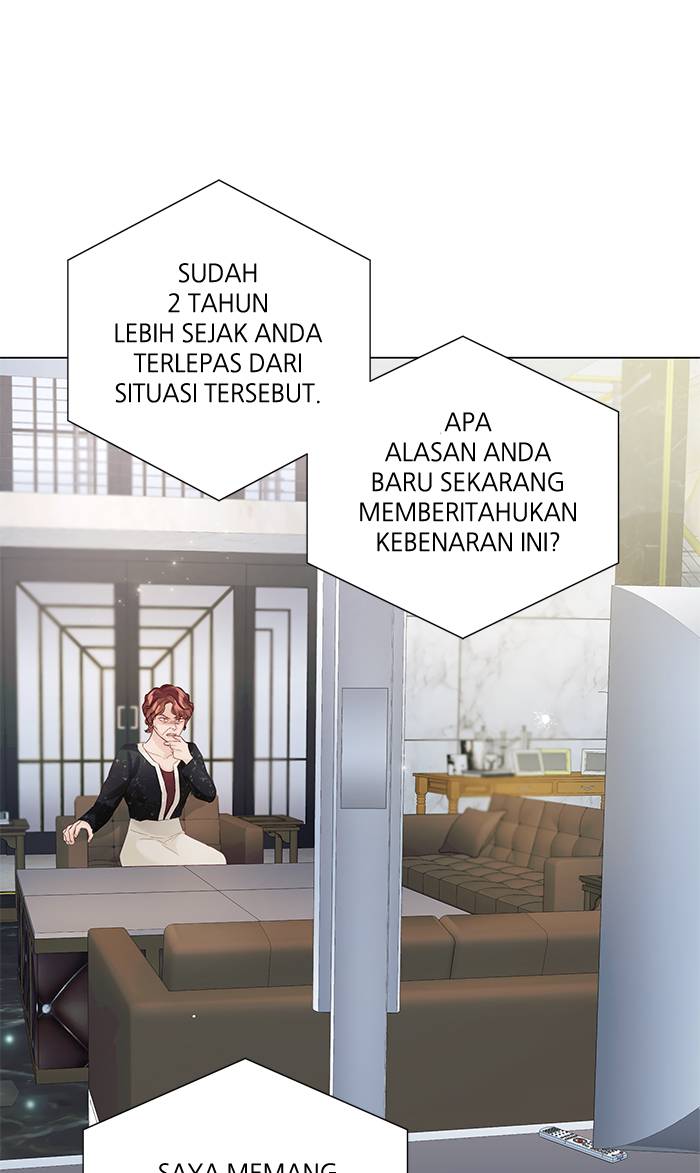 SUDAH
2 TAHUN
LEBIH SEJAK ANDA
TERLEPAS DARI
SITUASI TERSEBUT.
APA
ALASAN ANDA
BARU SEKARANG
MEMBERITAHUKAN
KEBENARAN INI?
SAYA MEMANG